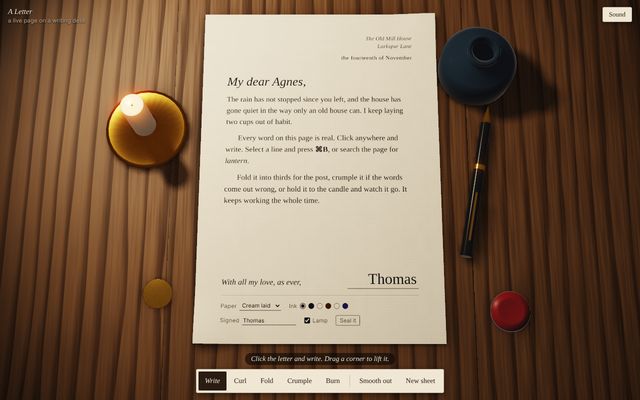 A Letter
a live page on a writing desk
Sound
The Old Mill House
Larkspur Lane
the fourteenth of November
My dear Agnes,
The rain has not stopped since you left, and the house has
gone quiet in the way only an old house can. I keep laying
two cups out of habit.
Every word on this page is real. Click anywhere and
write. Select a line and press ⌘B, or search the page for
lantern.
Fold it into thirds for the post, crumple it if the words
come out wrong, or hold it to the candle and watch it go. It
keeps working the whole time.
With all my love, as ever,
Thomas
Paper Cream laid Ink
Signed Thomas Lamp Seal it
Click the letter and write. Drag a corner to lift it.
Write Curl Fold Crumple Burn Smooth out New sheet